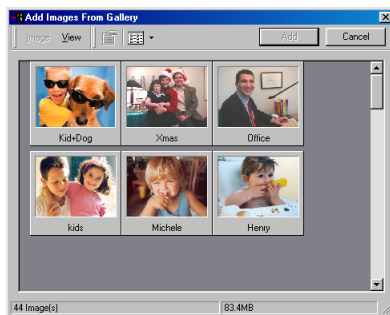 Add Images From Gallery
Image View Add Cancel
Kid+Dog Xmas Office
kids Michele Henry
44 Image(s) 83.4MB